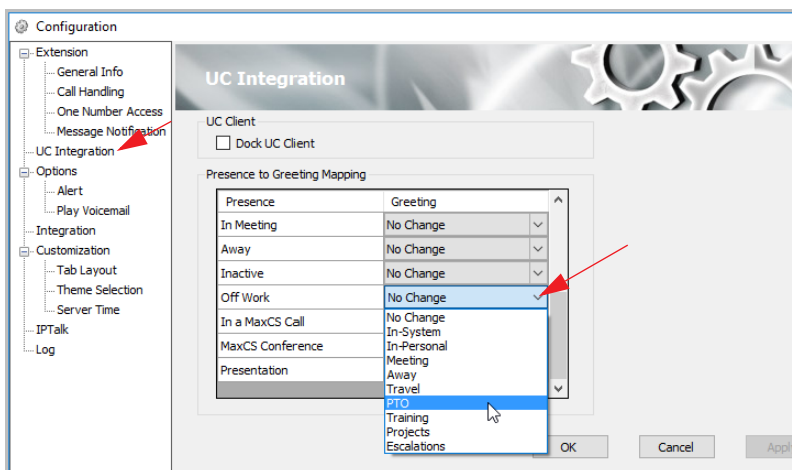 Configuration
Extension
General Info
Call Handling
One Number Access
Message Notification
UC Integration
Options
Alert
Play Voicemail
Integration
Customization
Tab Layout
Theme Selection
Server Time
IPTalk
Log
UC Integration
UC Client
Dock UC Client
Presence to Greeting Mapping
Presence Greeting
In Meeting No Change
Away No Change
Inactive No Change
Off Work No Change
In a MaxCS Call
MaxCS Conference
Presentation
No Change
In-System
In-Personal
Meeting
Away
Travel
PTO
Training
Projects
Escalations
OK Cancel Appl